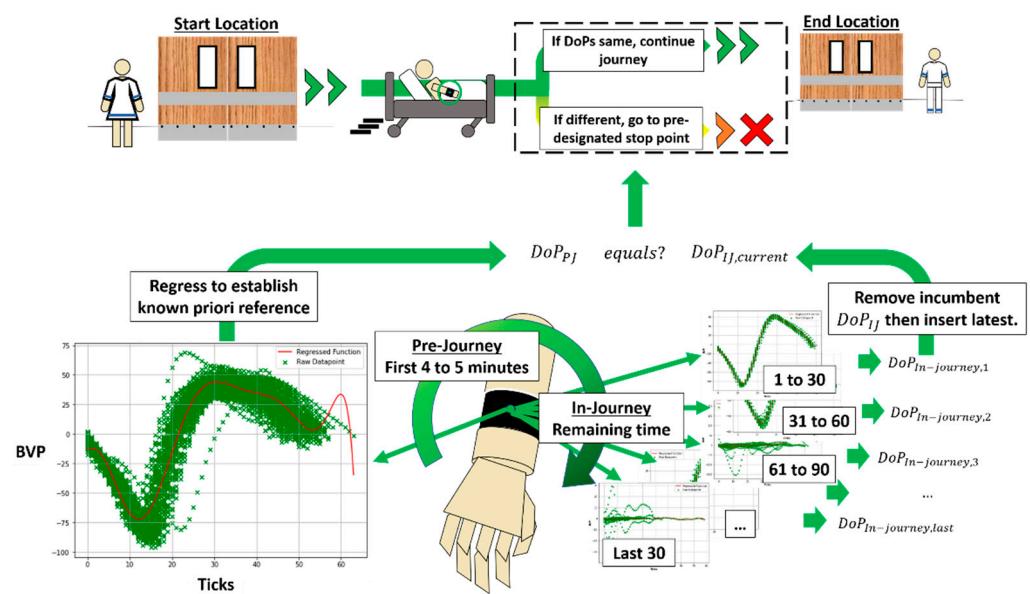 Start Location
End Location
If DoPs same, continue
journey
If different, go to pre-
designated stop point
DoP_PJ equals? DoP_IJ,current
Regress to establish
known priori reference
Remove incumbent
DoP_IJ then insert latest.
Pre-Journey
First 4 to 5 minutes
In-Journey
Remaining time
1 to 30
31 to 60
61 to 90
...
Last 30
DoP_In−journey,1
DoP_In−journey,2
DoP_In−journey,3
...
DoP_In−journey,last
Regressed Function
Raw Datapoint
BVP
75
50
25
0
-25
-50
-75
-100
0 10 20 30 40 50 60
Ticks